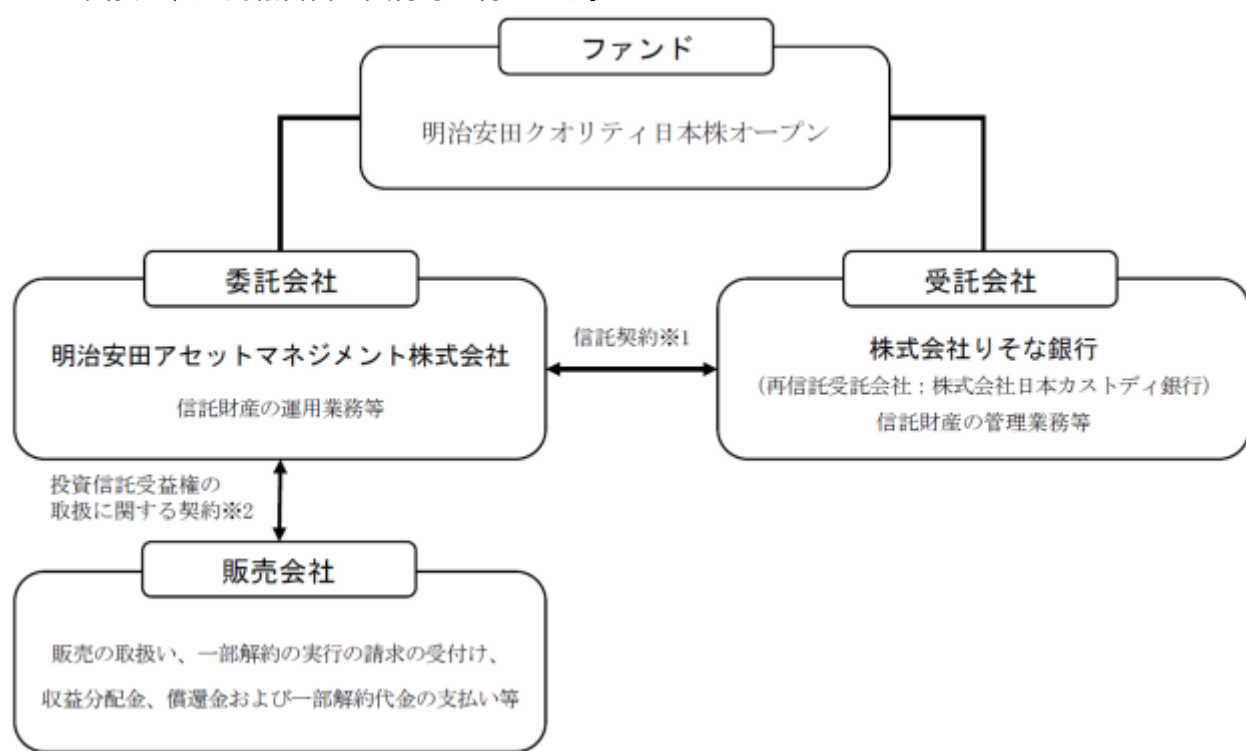 ファンド
明治安田クオリティ日本株オープン
委託会社
明治安田アセットマネジメント株式会社
信託財産の運用業務等
信託契約※1
受託会社
株式会社りそな銀行
(再信託受託会社：株式会社日本カストディ銀行)
信託財産の管理業務等
投資信託受益権の
取扱に関する契約※2
販売会社
販売の取扱い、一部解約の実行の請求の受付け、
収益分配金、償還金および一部解約代金の支払い等